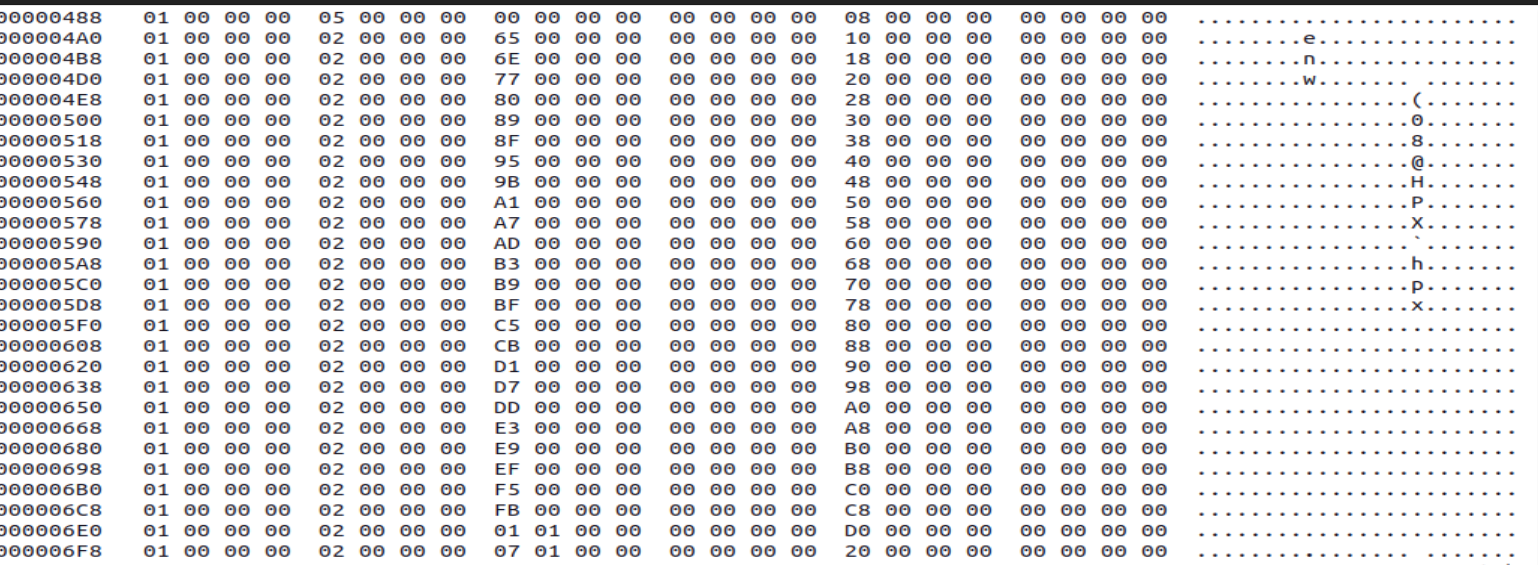 00000488 01 00 00 00 05 00 00 00 00 00 00 00 00 00 00 00 08 00 00 00 00 00 00 00 ........................
000004A0 01 00 00 00 02 00 00 00 65 00 00 00 00 00 00 00 10 00 00 00 00 00 00 00 ........e...............
000004B8 01 00 00 00 02 00 00 00 6E 00 00 00 00 00 00 00 18 00 00 00 00 00 00 00 ........n...............
000004D0 01 00 00 00 02 00 00 00 77 00 00 00 00 00 00 00 20 00 00 00 00 00 00 00 ........w....... .......
000004E8 01 00 00 00 02 00 00 00 80 00 00 00 00 00 00 00 28 00 00 00 00 00 00 00 ................(.......
00000500 01 00 00 00 02 00 00 00 89 00 00 00 00 00 00 00 30 00 00 00 00 00 00 00 ................0.......
00000518 01 00 00 00 02 00 00 00 8F 00 00 00 00 00 00 00 38 00 00 00 00 00 00 00 ................8.......
00000530 01 00 00 00 02 00 00 00 95 00 00 00 00 00 00 00 40 00 00 00 00 00 00 00 ................@.......
00000548 01 00 00 00 02 00 00 00 9B 00 00 00 00 00 00 00 48 00 00 00 00 00 00 00 ................H.......
00000560 01 00 00 00 02 00 00 00 A1 00 00 00 00 00 00 00 50 00 00 00 00 00 00 00 ................P.......
00000578 01 00 00 00 02 00 00 00 A7 00 00 00 00 00 00 00 58 00 00 00 00 00 00 00 ................X.......
00000590 01 00 00 00 02 00 00 00 AD 00 00 00 00 00 00 00 60 00 00 00 00 00 00 00 ................`.......
000005A8 01 00 00 00 02 00 00 00 B3 00 00 00 00 00 00 00 68 00 00 00 00 00 00 00 ................h.......
000005C0 01 00 00 00 02 00 00 00 B9 00 00 00 00 00 00 00 70 00 00 00 00 00 00 00 ................p.......
000005D8 01 00 00 00 02 00 00 00 BF 00 00 00 00 00 00 00 78 00 00 00 00 00 00 00 ................x.......
000005F0 01 00 00 00 02 00 00 00 C5 00 00 00 00 00 00 00 80 00 00 00 00 00 00 00 ........................
00000608 01 00 00 00 02 00 00 00 CB 00 00 00 00 00 00 00 88 00 00 00 00 00 00 00 ........................
00000620 01 00 00 00 02 00 00 00 D1 00 00 00 00 00 00 00 90 00 00 00 00 00 00 00 ........................
00000638 01 00 00 00 02 00 00 00 D7 00 00 00 00 00 00 00 98 00 00 00 00 00 00 00 ........................
00000650 01 00 00 00 02 00 00 00 DD 00 00 00 00 00 00 00 A0 00 00 00 00 00 00 00 ........................
00000668 01 00 00 00 02 00 00 00 E3 00 00 00 00 00 00 00 A8 00 00 00 00 00 00 00 ........................
00000680 01 00 00 00 02 00 00 00 E9 00 00 00 00 00 00 00 B0 00 00 00 00 00 00 00 ........................
00000698 01 00 00 00 02 00 00 00 EF 00 00 00 00 00 00 00 B8 00 00 00 00 00 00 00 ........................
000006B0 01 00 00 00 02 00 00 00 F5 00 00 00 00 00 00 00 C0 00 00 00 00 00 00 00 ........................
000006C8 01 00 00 00 02 00 00 00 FB 00 00 00 00 00 00 00 C8 00 00 00 00 00 00 00 ........................
000006E0 01 00 00 00 02 00 00 00 01 01 00 00 00 00 00 00 D0 00 00 00 00 00 00 00 ........................
000006F8 01 00 00 00 02 00 00 00 07 01 00 00 00 00 00 00 20 00 00 00 00 00 00 00 ................ .......